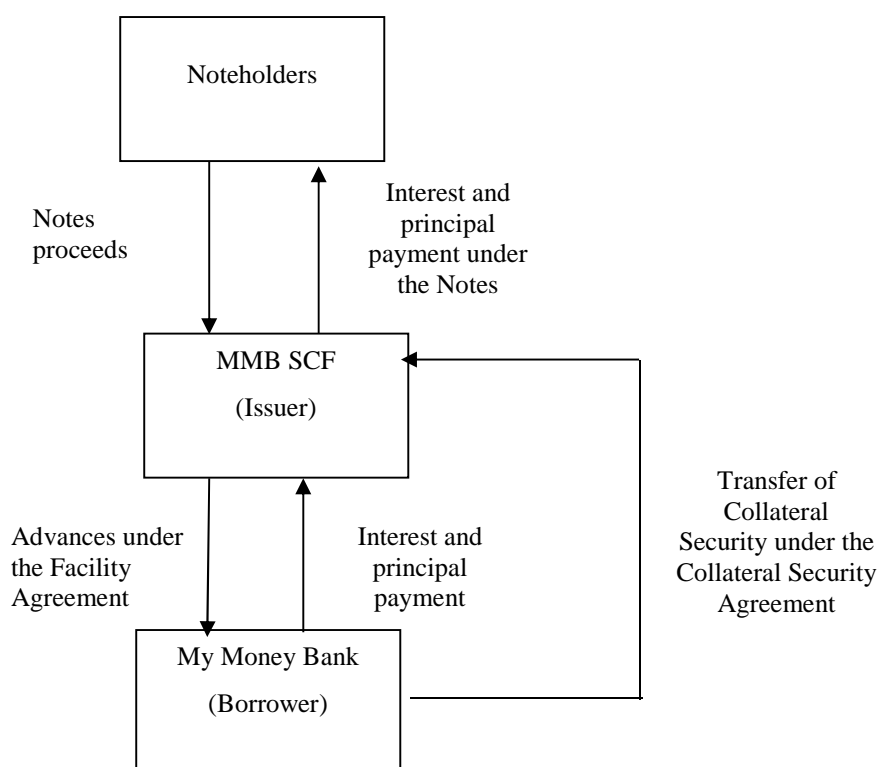 Noteholders
Notes
proceeds
Interest and
principal
payment under
the Notes
MMB SCF
(Issuer)
Advances under
the Facility
Agreement
Interest and
principal
payment
Transfer of
Collateral
Security under the
Collateral Security
Agreement
My Money Bank
(Borrower)